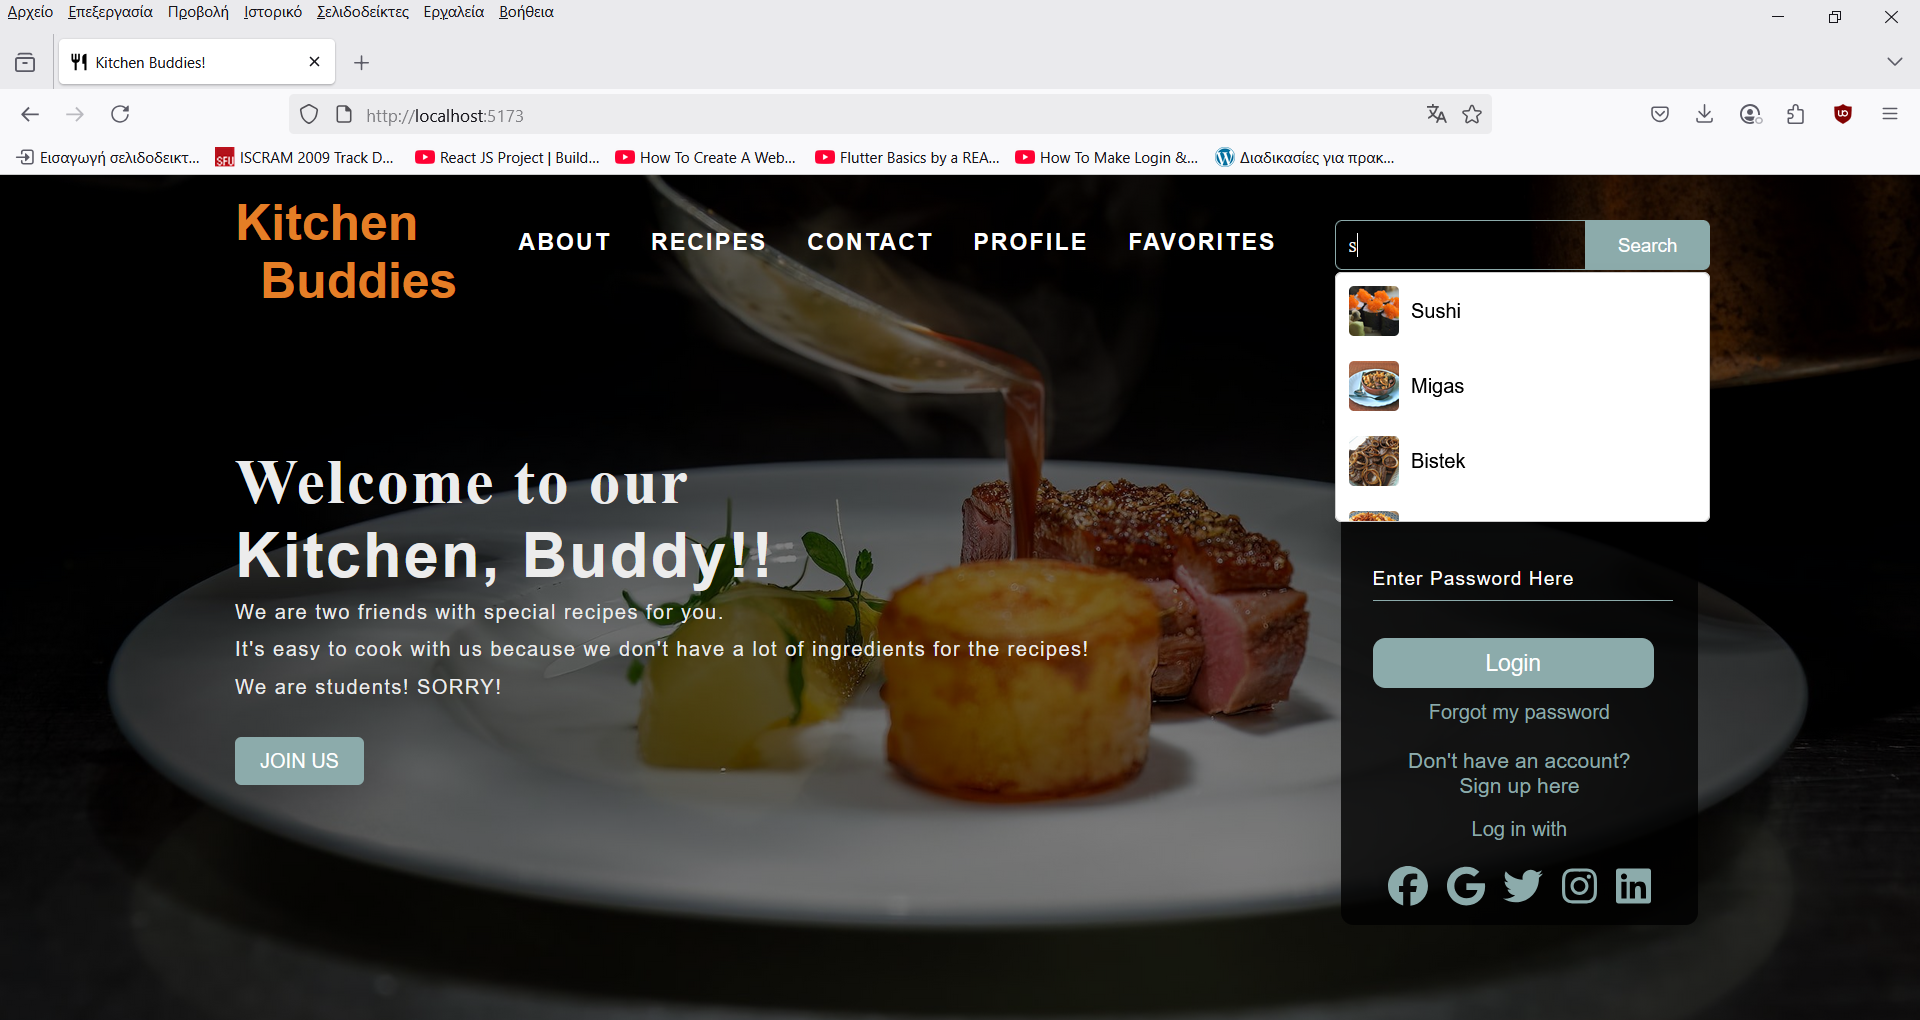 Αρχείο Επεξεργασία Προβολή Ιστορικό Σελιδοδείκτες Εργαλεία Βοήθεια
Kitchen Buddies!
http://localhost:5173
Εισαγωγή σελιδοδεικτ... ISCRAM 2009 Track D... React JS Project | Build... How To Create A Web... Flutter Basics by a REA... How To Make Login &... Διαδικασίες για πρακ...
SFU
Kitchen
Buddies
ABOUT RECIPES CONTACT PROFILE FAVORITES
s Search
Sushi
Migas
Bistek
Welcome to our
Kitchen, Buddy!!
We are two friends with special recipes for you.
It's easy to cook with us because we don't have a lot of ingredients for the recipes!
We are students! SORRY!
JOIN US
Enter Password Here
Login
Forgot my password
Don't have an account?
Sign up here
Log in with